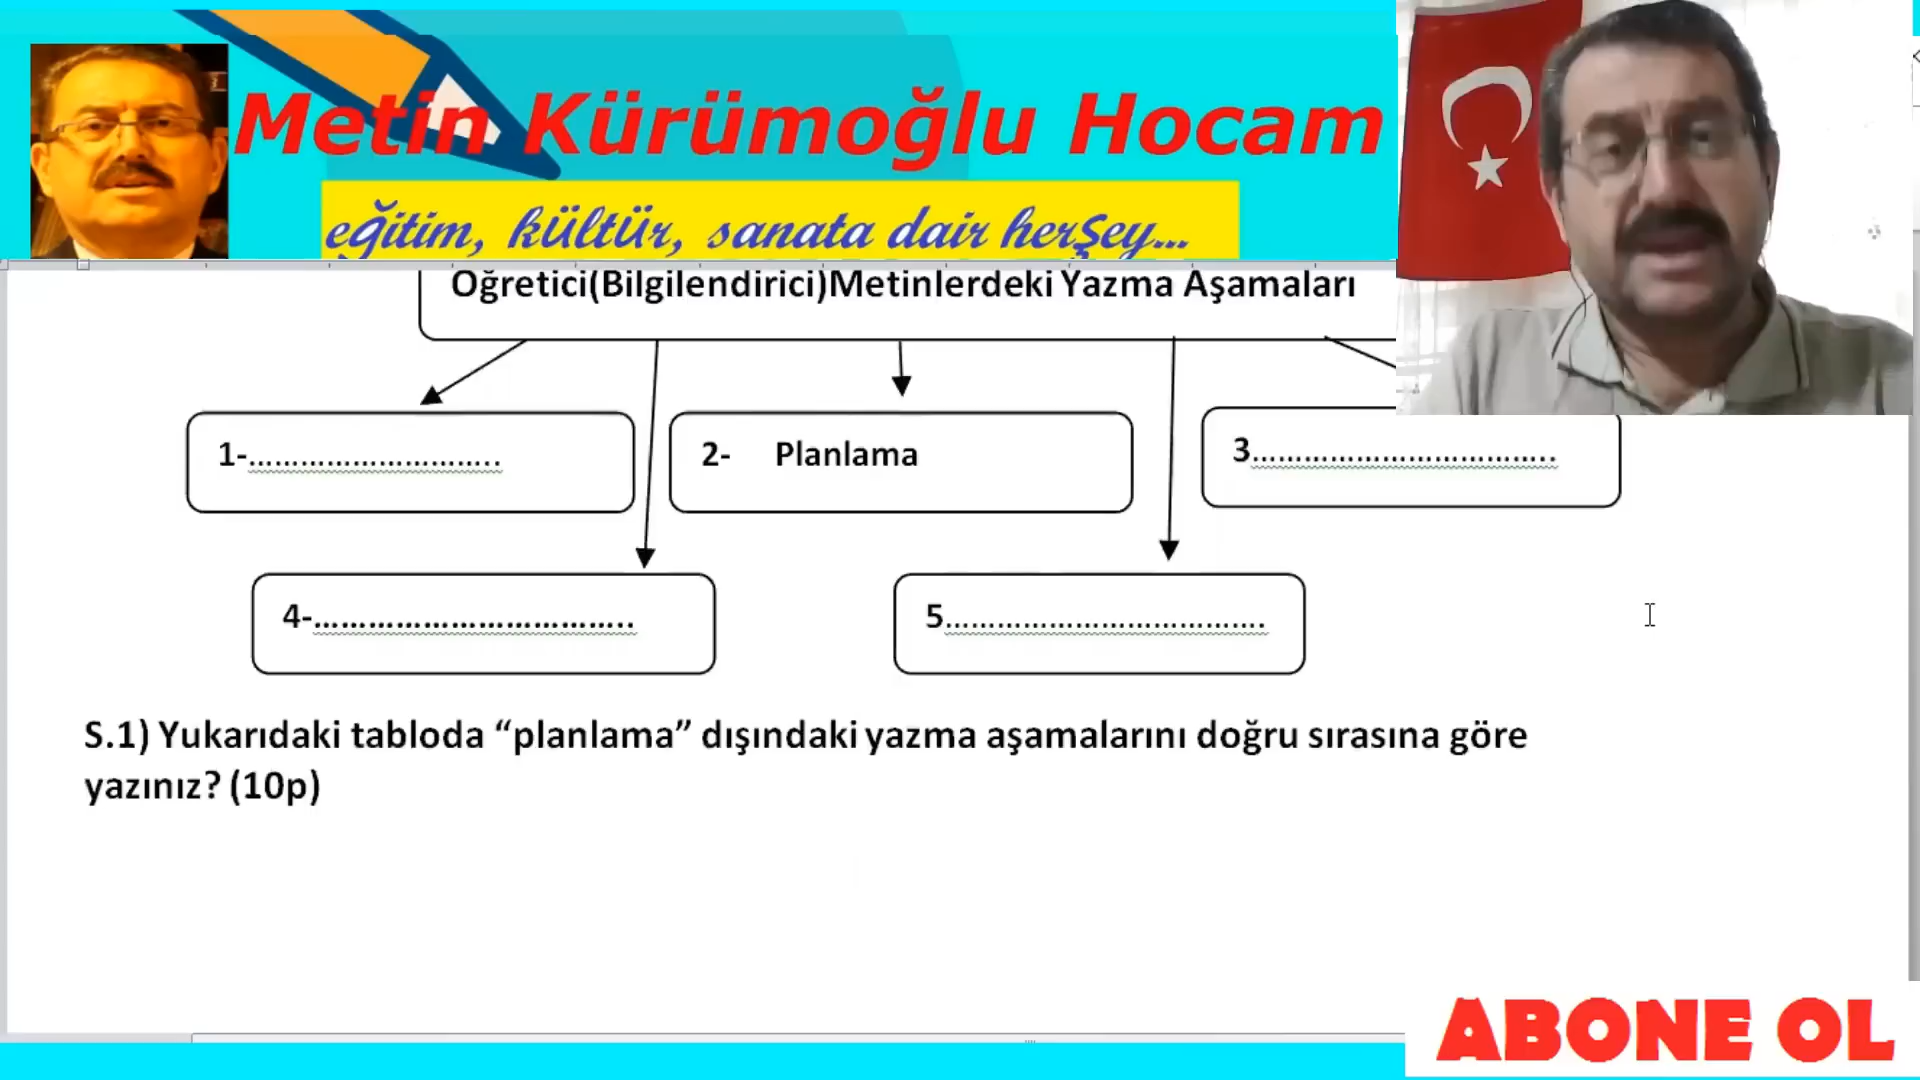 Metin Kürümoğlu Hocam
eğitim, kültür, sanata dair herşey...
Öğretici(Bilgilendirici)Metinlerdeki Yazma Aşamaları
1-……………………..
2- Planlama
3…………………………..
4-……………………………..
5……………………………….
S.1) Yukarıdaki tabloda “planlama” dışındaki yazma aşamalarını doğru sırasına göre
yazınız? (10p)
ABONE OL